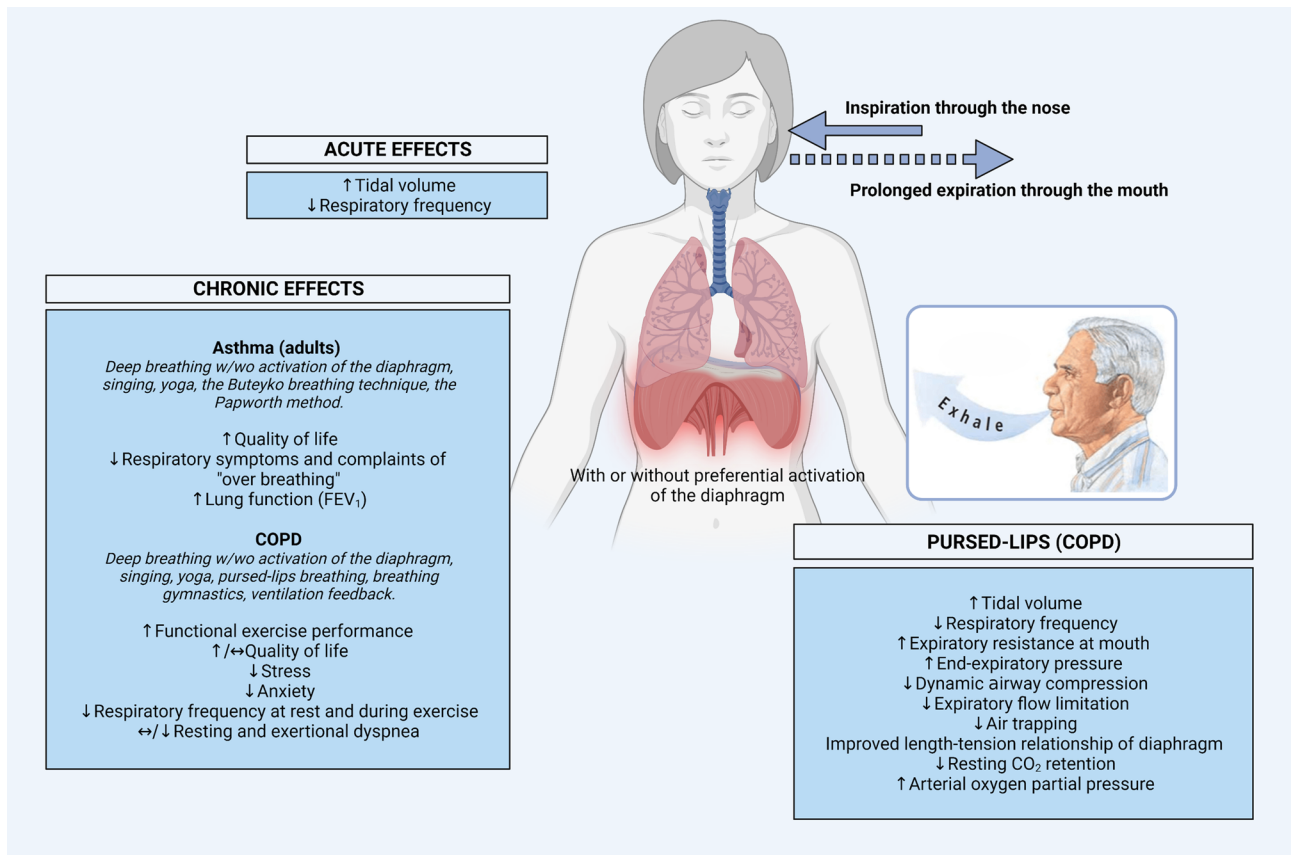 Inspiration through the nose
Prolonged expiration through the mouth
ACUTE EFFECTS
↑Tidal volume
↓Respiratory frequency
CHRONIC EFFECTS
Asthma (adults)
Deep breathing w/wo activation of the diaphragm,
singing, yoga, the Buteyko breathing technique, the
Papworth method.
↑Quality of life
↓Respiratory symptoms and complaints of
"over breathing"
↑Lung function (FEV₁)
COPD
Deep breathing w/wo activation of the diaphragm,
singing, yoga, pursed-lips breathing, breathing
gymnastics, ventilation feedback.
↑Functional exercise performance
↑/↔Quality of life
↓Stress
↓Anxiety
↓Respiratory frequency at rest and during exercise
↔/↓Resting and exertional dyspnea
With or without preferential activation
of the diaphragm
Exhale
PURSED-LIPS (COPD)
↑Tidal volume
↓Respiratory frequency
↑Expiratory resistance at mouth
↑End-expiratory pressure
↓Dynamic airway compression
↓Expiratory flow limitation
↓Air trapping
Improved length-tension relationship of diaphragm
↓Resting CO₂ retention
↑Arterial oxygen partial pressure